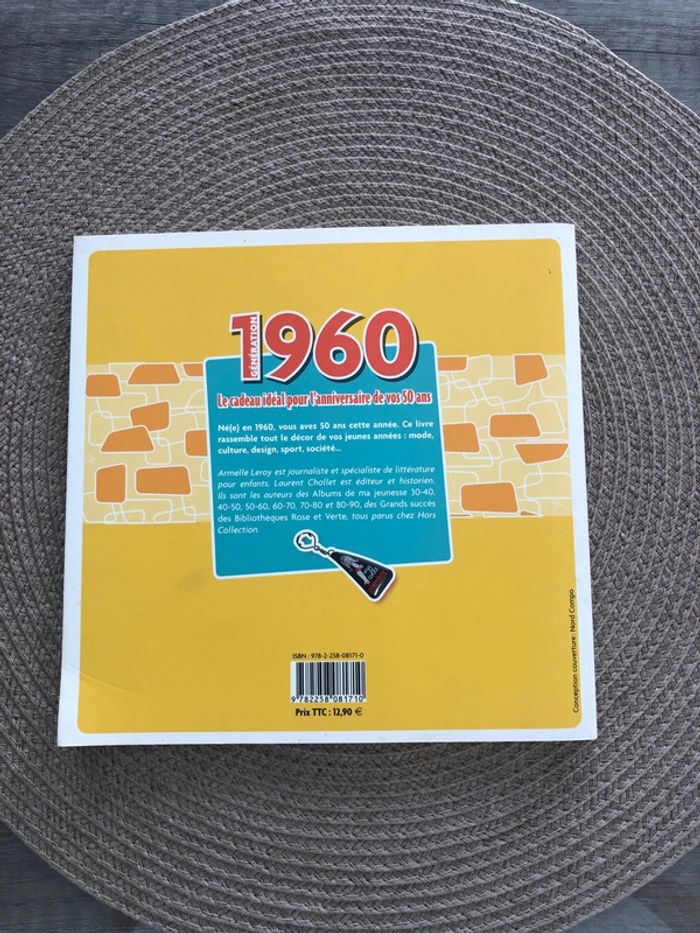 GÉNÉRATION
1960
Le cadeau idéal pour l'anniversaire de vos 50 ans
Né(e) en 1960, vous avez 50 ans cette année. Ce livre
rassemble tout le décor de vos jeunes années : mode,
culture, design, sport, société...
Armelle Leroy est journaliste et spécialiste de littérature
pour enfants. Laurent Chollet est éditeur et historien.
Ils sont les auteurs des Albums de ma jeunesse 30-40,
40-50, 50-60, 60-70, 70-80 et 80-90, des Grands succès
des Bibliothèques Rose et Verte, tous parus chez Hors
Collection.
ISBN : 978-2-258-08171-0
9 782258 081710
Prix TTC : 12,90 €
Conception couverture : Nord Compo